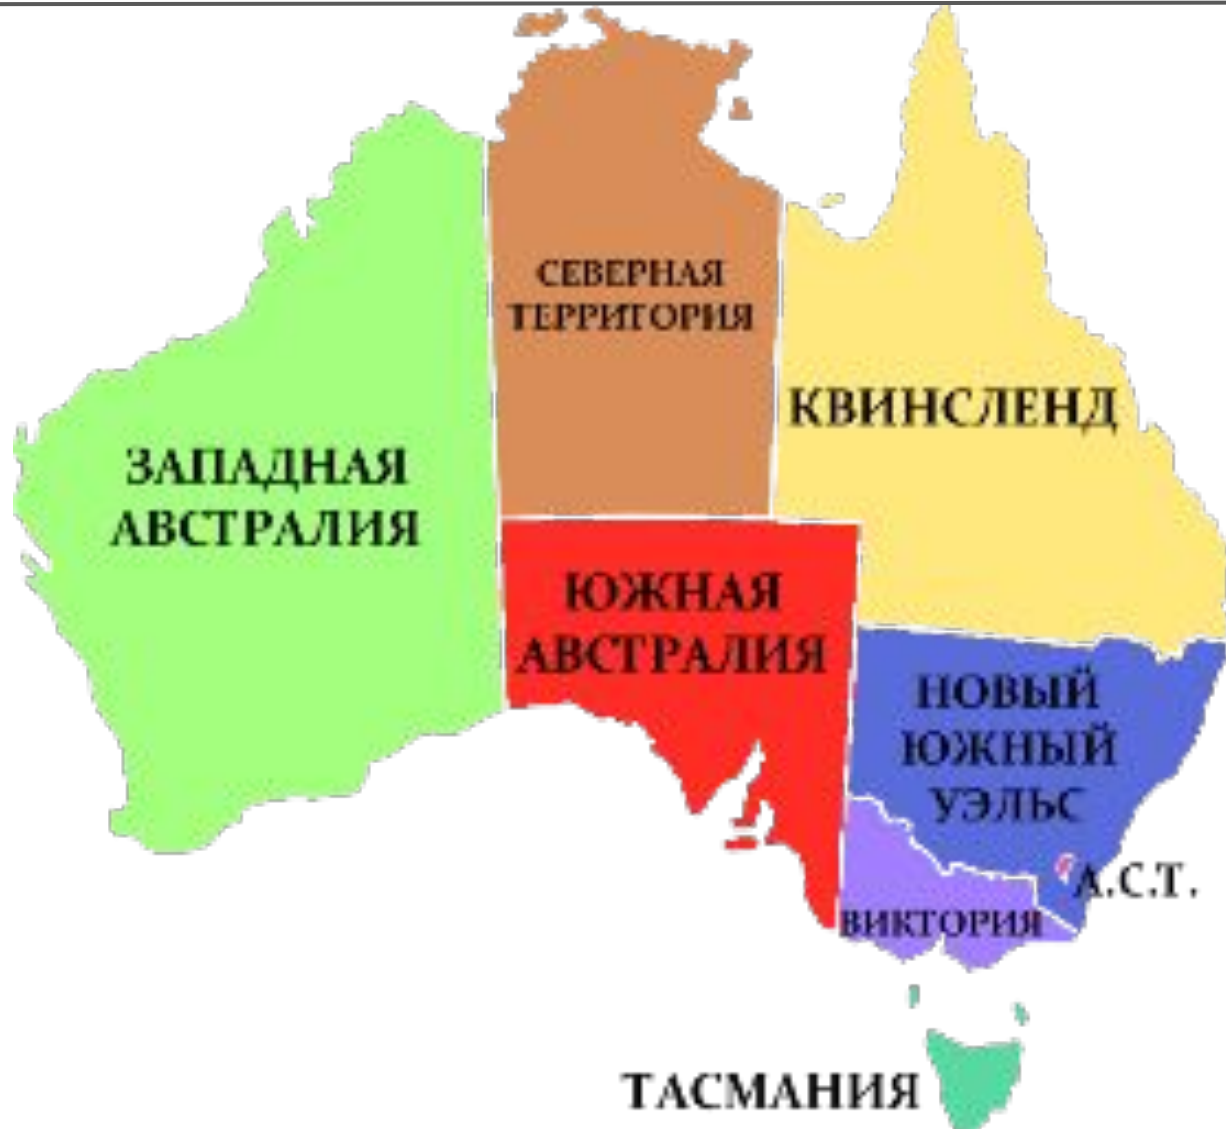 СЕВЕРНАЯ
ТЕРРИТОРИЯ
КВИНСЛЕНД
ЗАПАДНАЯ
АВСТРАЛИЯ
ЮЖНАЯ
АВСТРАЛИЯ
НОВЫЙ
ЮЖНЫЙ
УЭЛЬС
А.С.Т.
ВИКТОРИЯ
ТАСМАНИЯ